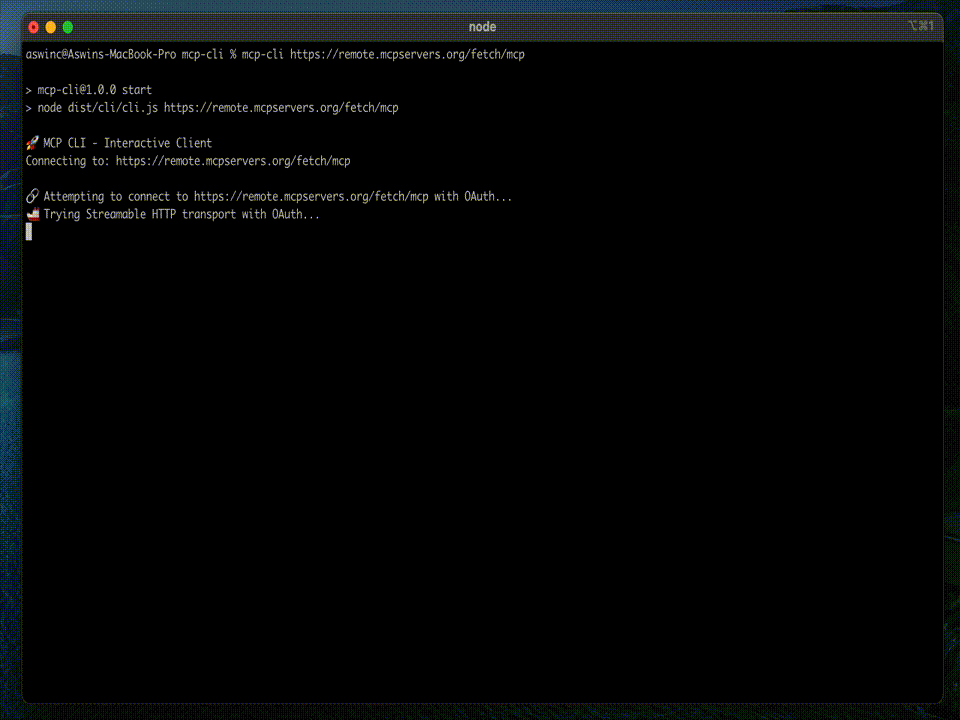 node
⌥⌘1
aswinc@Aswins-MacBook-Pro mcp-cli % mcp-cli https://remote.mcpservers.org/fetch/mcp
> mcp-cli@1.0.0 start
> node dist/cli/cli.js https://remote.mcpservers.org/fetch/mcp
🚀 MCP CLI - Interactive Client
Connecting to: https://remote.mcpservers.org/fetch/mcp
🔗 Attempting to connect to https://remote.mcpservers.org/fetch/mcp with OAuth...
Trying Streamable HTTP transport with OAuth...